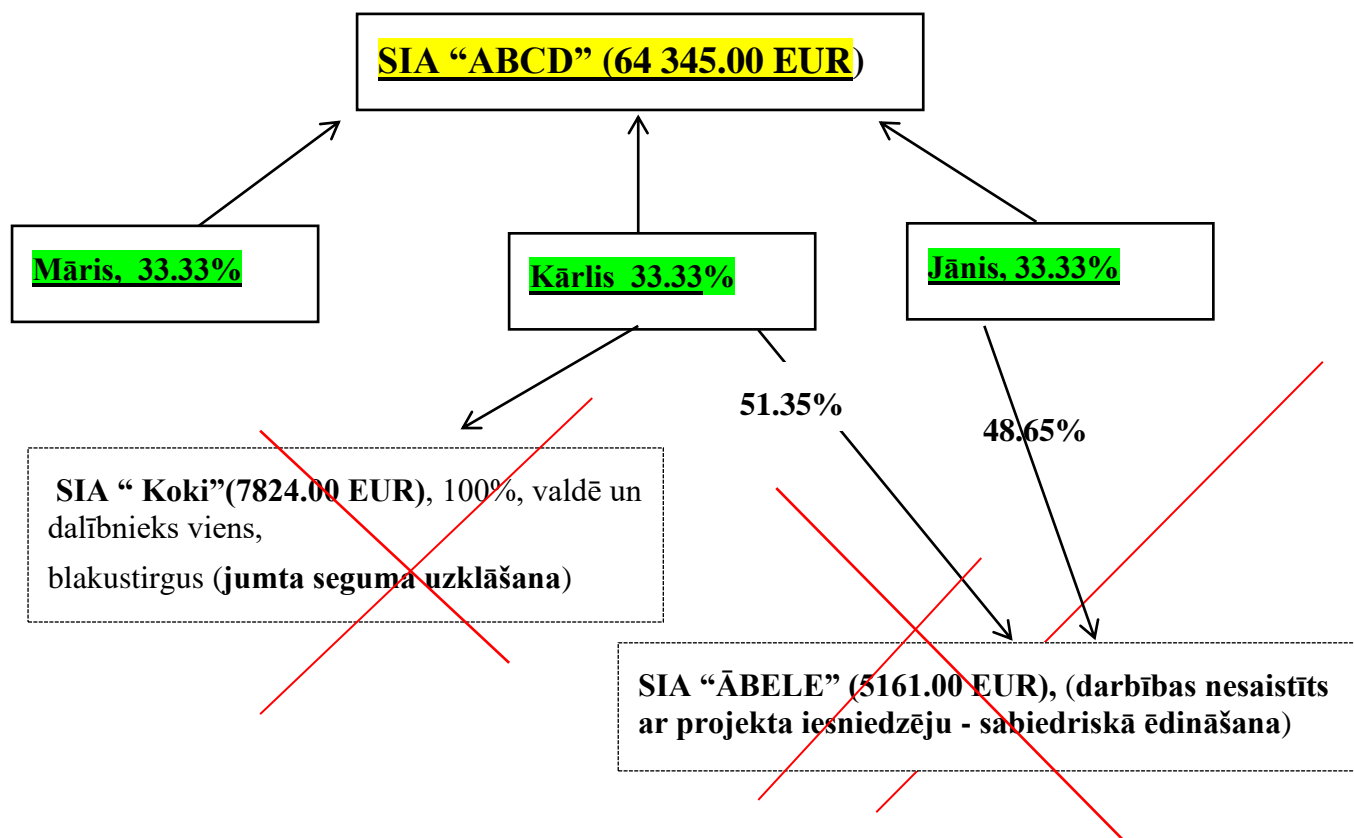 SIA “ABCD” (64 345.00 EUR)
Māris, 33.33%
Kārlis 33.33%
Jānis, 33.33%
51.35%
48.65%
SIA “ Koki”(7824.00 EUR), 100%, valdē un
dalībnieks viens,
blakustirgus (jumta seguma uzklāšana)
SIA “ĀBELE” (5161.00 EUR), (darbības nesaistīts
ar projekta iesniedzēju - sabiedriskā ēdināšana)